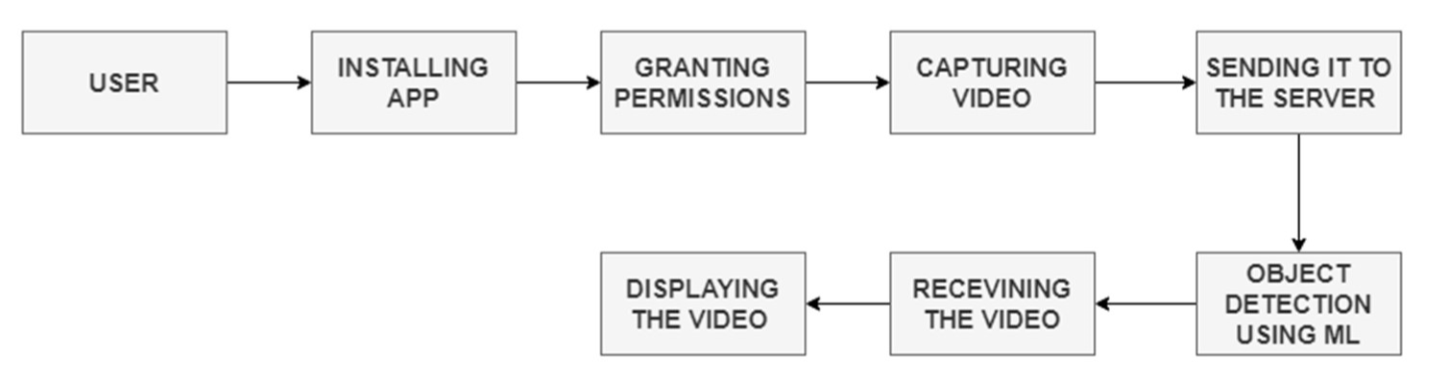 USER
INSTALLING
APP
GRANTING
PERMISSIONS
CAPTURING
VIDEO
SENDING IT TO
THE SERVER
OBJECT
DETECTION
USING ML
RECEVINING
THE VIDEO
DISPLAYING
THE VIDEO